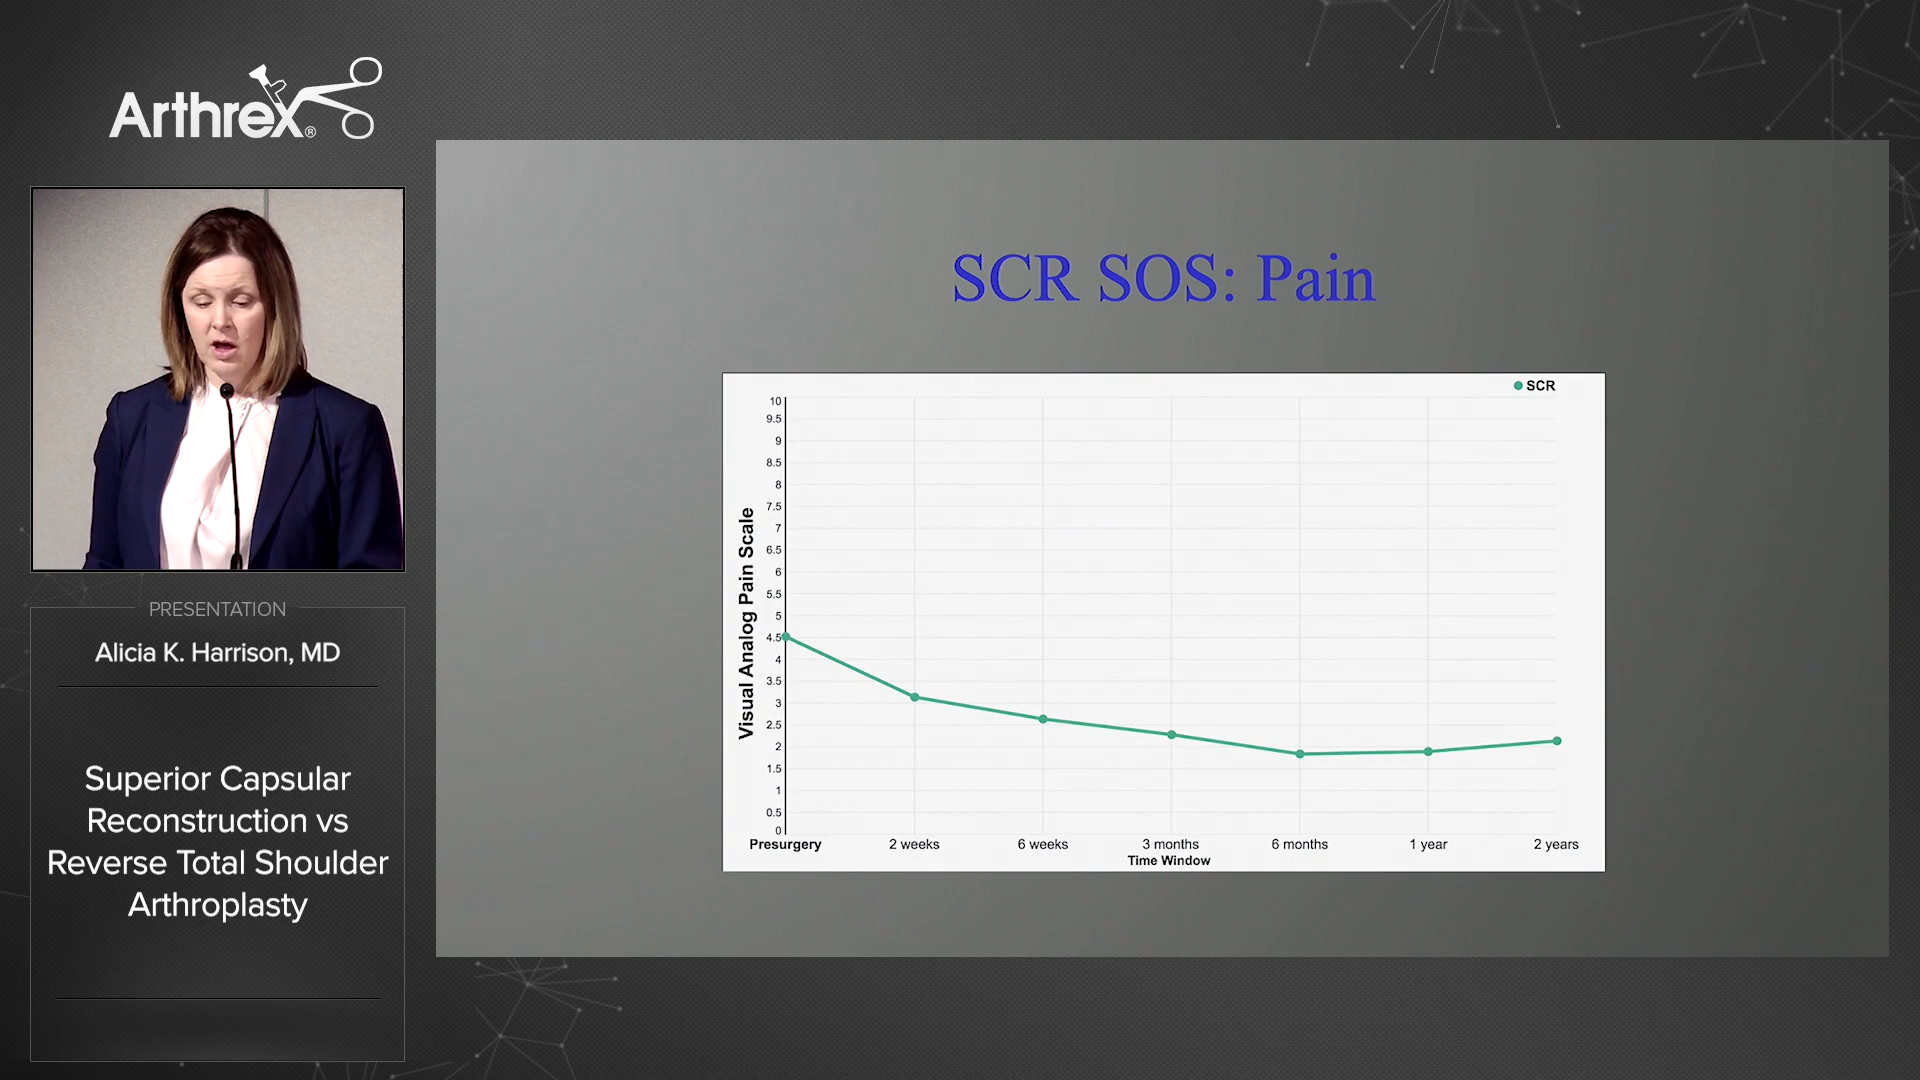 Arthrex®
PRESENTATION
Alicia K. Harrison, MD
Superior Capsular
Reconstruction vs
Reverse Total Shoulder
Arthroplasty
SCR SOS: Pain
SCR
Visual Analog Pain Scale
10
9.5
9
8.5
8
7.5
7
6.5
6
5.5
5
4.5
4
3.5
3
2.5
2
1.5
1
0.5
0
Presurgery 2 weeks 6 weeks 3 months 6 months 1 year 2 years
Time Window